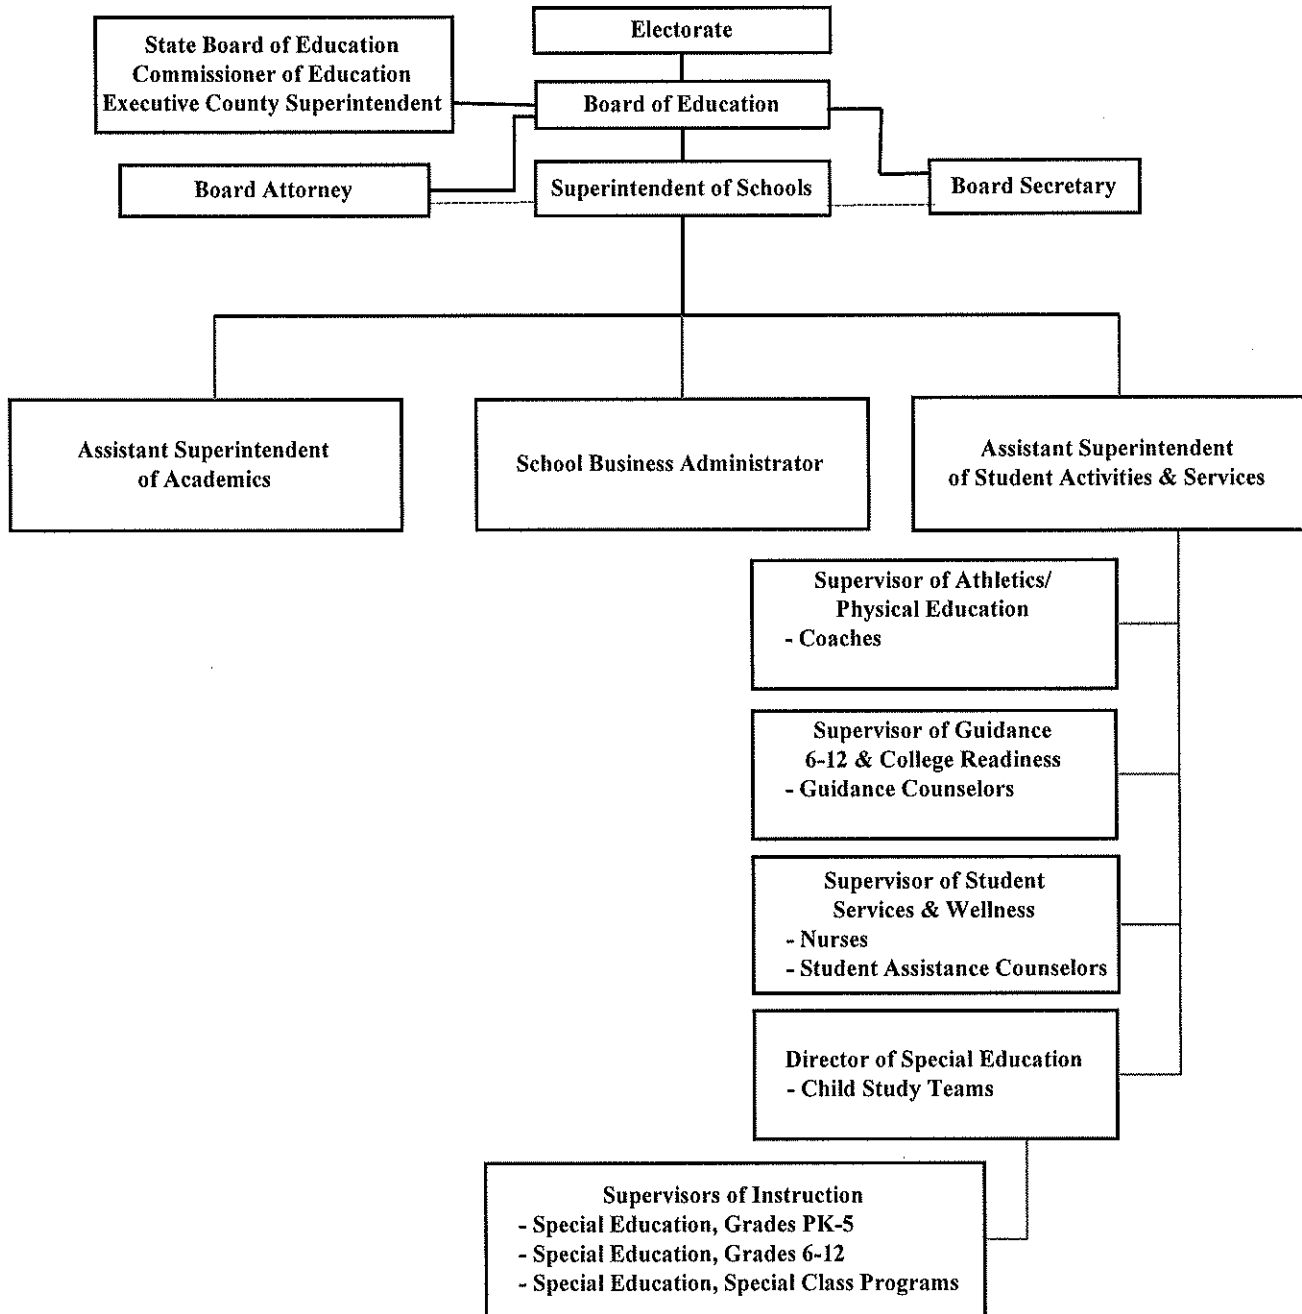 Electorate
State Board of Education
Commissioner of Education
Executive County Superintendent
Board of Education
Board Attorney
Superintendent of Schools
Board Secretary
Assistant Superintendent
of Academics
School Business Administrator
Assistant Superintendent
of Student Activities & Services
Supervisor of Athletics/
Physical Education
- Coaches
Supervisor of Guidance
6-12 & College Readiness
- Guidance Counselors
Supervisor of Student
Services & Wellness
- Nurses
- Student Assistance Counselors
Director of Special Education
- Child Study Teams
Supervisors of Instruction
- Special Education, Grades PK-5
- Special Education, Grades 6-12
- Special Education, Special Class Programs